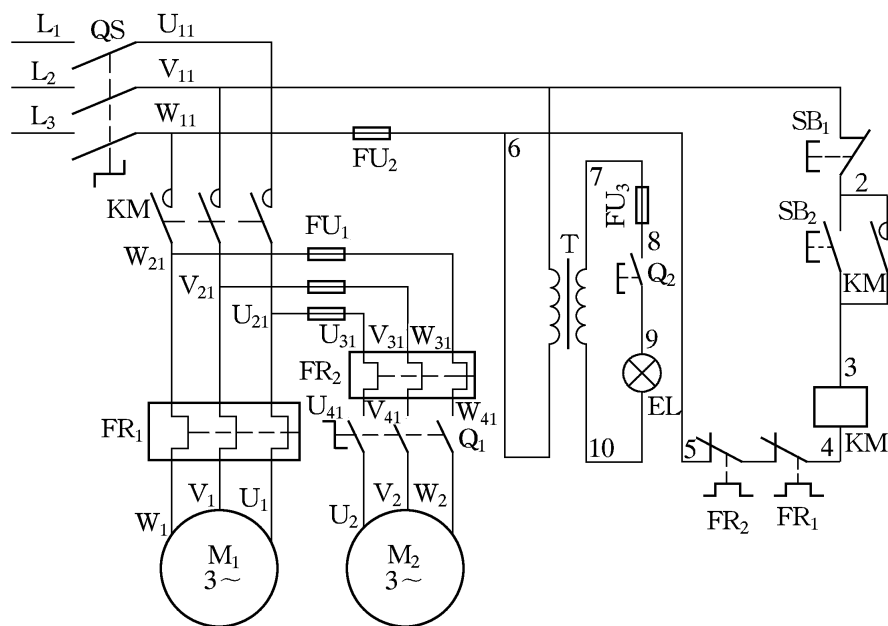 L₁ QS U₁₁
L₂ V₁₁
L₃ W₁₁
FU₂
6
SB₁
7
2
KM
FU₁
FU₃
SB₂
W₂₁
T
8
Q₂
KM
V₂₁
U₂₁
U₃₁ V₃₁ W₃₁
9
3
FR₂
EL
U₄₁ V₄₁ W₄₁
Q₁
FR₁
10
5
4
KM
W₁ V₁ U₁
U₂ V₂ W₂
FR₂ FR₁
M₁
3~
M₂
3~